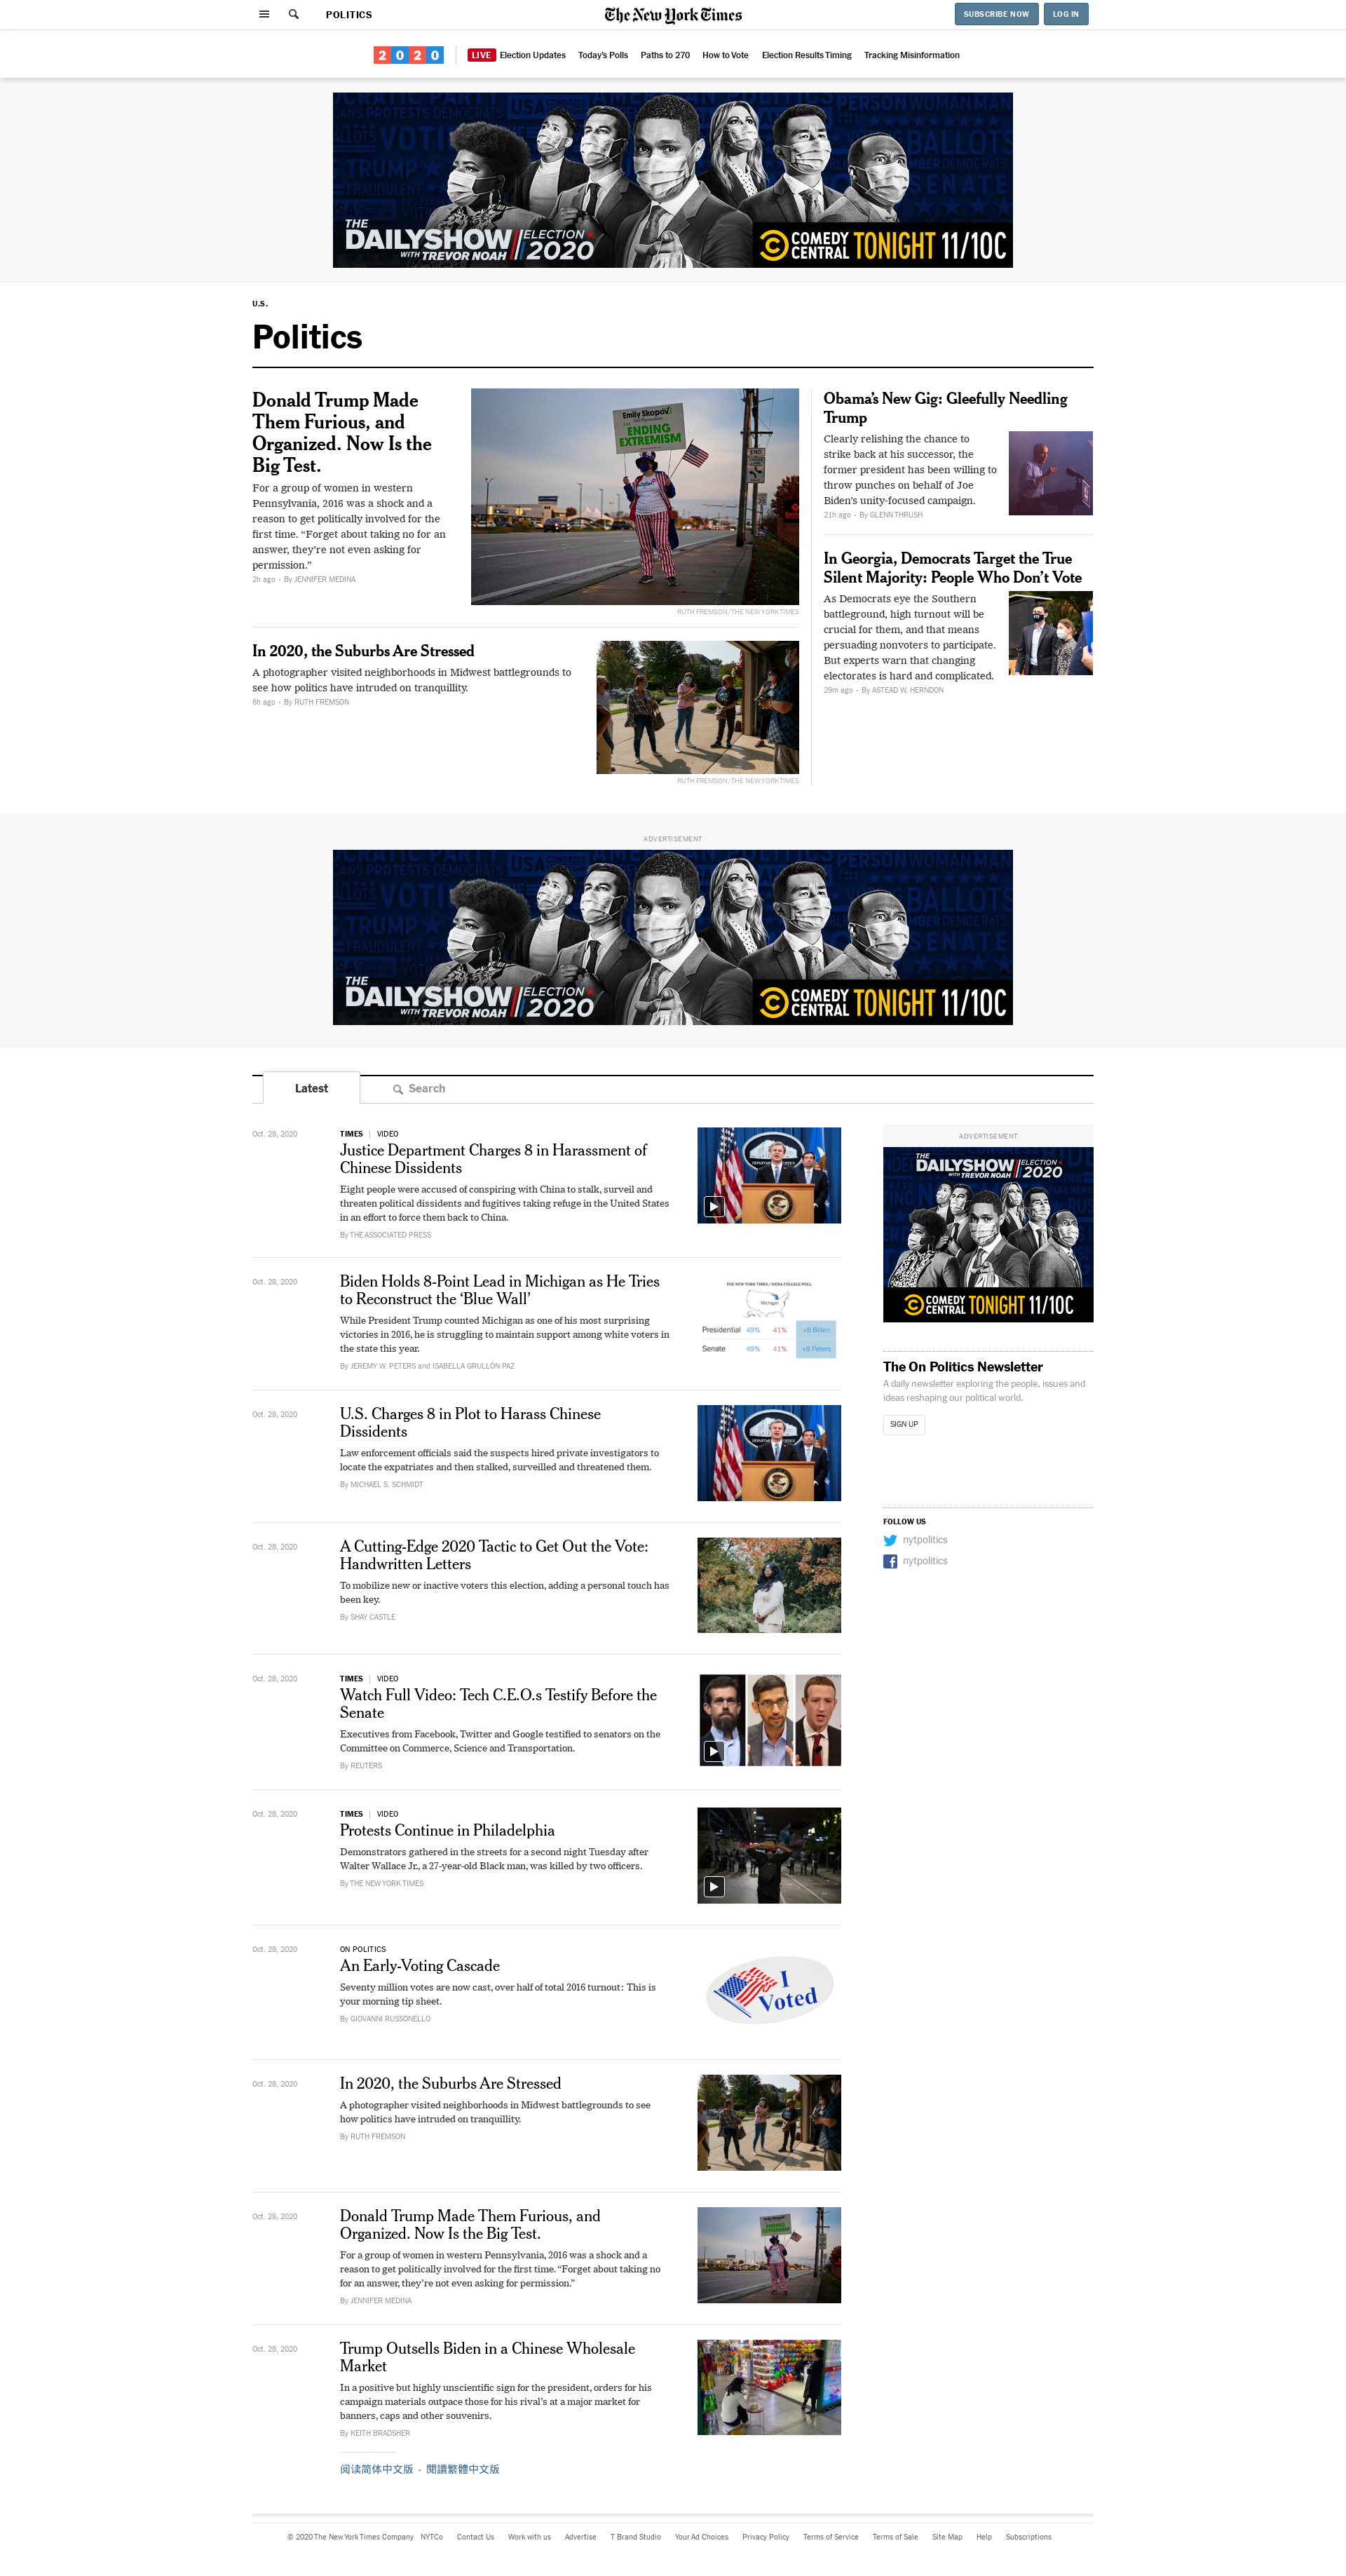 POLITICS
The New York Times
SUBSCRIBE NOW
LOG IN
2020
LIVE Election Updates
Today's Polls
Paths to 270
How to Vote
Election Results Timing
Tracking Misinformation
THE
DAILYSHOW
WITH TREVOR NOAH
ELECTION
2020
COMEDY CENTRAL
TONIGHT 11/10C
U.S.
Politics
Donald Trump Made
Them Furious, and
Organized. Now Is the
Big Test.
For a group of women in western
Pennsylvania, 2016 was a shock and a
reason to get politically involved for the
first time. “Forget about taking no for an
answer, they’re not even asking for
permission.”
2h ago · By JENNIFER MEDINA
Emily Skopov
ENDING
EXTREMISM
RUTH FREMSON/THE NEW YORK TIMES
In 2020, the Suburbs Are Stressed
A photographer visited neighborhoods in Midwest battlegrounds to
see how politics have intruded on tranquillity.
6h ago · By RUTH FREMSON
RUTH FREMSON/THE NEW YORK TIMES
Obama’s New Gig: Gleefully Needling
Trump
Clearly relishing the chance to
strike back at his successor, the
former president has been willing to
throw punches on behalf of Joe
Biden’s unity-focused campaign.
21h ago · By GLENN THRUSH
In Georgia, Democrats Target the True
Silent Majority: People Who Don’t Vote
As Democrats eye the Southern
battleground, high turnout will be
crucial for them, and that means
persuading nonvoters to participate.
But experts warn that changing
electorates is hard and complicated.
29m ago · By ASTEAD W. HERNDON
ADVERTISEMENT
THE
DAILYSHOW
WITH TREVOR NOAH
ELECTION
2020
COMEDY CENTRAL
TONIGHT 11/10C
Latest
Search
Oct. 28, 2020
TIMES | VIDEO
Justice Department Charges 8 in Harassment of
Chinese Dissidents
Eight people were accused of conspiring with China to stalk, surveil and
threaten political dissidents and fugitives taking refuge in the United States
in an effort to force them back to China.
By THE ASSOCIATED PRESS
Oct. 28, 2020
Biden Holds 8-Point Lead in Michigan as He Tries
to Reconstruct the ‘Blue Wall’
While President Trump counted Michigan as one of his most surprising
victories in 2016, he is struggling to maintain support among white voters in
the state this year.
By JEREMY W. PETERS and ISABELLA GRULLÓN PAZ
THE NEW YORK TIMES / SIENA COLLEGE POLL
Michigan
Presidential 49% 41% +8 Biden
Senate 49% 41% +8 Peters
Oct. 28, 2020
U.S. Charges 8 in Plot to Harass Chinese
Dissidents
Law enforcement officials said the suspects hired private investigators to
locate the expatriates and then stalked, surveilled and threatened them.
By MICHAEL S. SCHMIDT
Oct. 28, 2020
A Cutting-Edge 2020 Tactic to Get Out the Vote:
Handwritten Letters
To mobilize new or inactive voters this election, adding a personal touch has
been key.
By SHAY CASTLE
Oct. 28, 2020
TIMES | VIDEO
Watch Full Video: Tech C.E.O.s Testify Before the
Senate
Executives from Facebook, Twitter and Google testified to senators on the
Committee on Commerce, Science and Transportation.
By REUTERS
Oct. 28, 2020
TIMES | VIDEO
Protests Continue in Philadelphia
Demonstrators gathered in the streets for a second night Tuesday after
Walter Wallace Jr., a 27-year-old Black man, was killed by two officers.
By THE NEW YORK TIMES
Oct. 28, 2020
ON POLITICS
An Early-Voting Cascade
Seventy million votes are now cast, over half of total 2016 turnout: This is
your morning tip sheet.
By GIOVANNI RUSSONELLO
I
Voted
Oct. 28, 2020
In 2020, the Suburbs Are Stressed
A photographer visited neighborhoods in Midwest battlegrounds to see
how politics have intruded on tranquillity.
By RUTH FREMSON
Oct. 28, 2020
Donald Trump Made Them Furious, and
Organized. Now Is the Big Test.
For a group of women in western Pennsylvania, 2016 was a shock and a
reason to get politically involved for the first time. “Forget about taking no
for an answer, they’re not even asking for permission.”
By JENNIFER MEDINA
Oct. 28, 2020
Trump Outsells Biden in a Chinese Wholesale
Market
In a positive but highly unscientific sign for the president, orders for his
campaign materials outpace those for his rival’s at a major market for
banners, caps and other souvenirs.
By KEITH BRADSHER
阅读简体中文版 · 閱讀繁體中文版
ADVERTISEMENT
THE
DAILYSHOW
WITH TREVOR NOAH
ELECTION
2020
COMEDY CENTRAL
TONIGHT 11/10C
The On Politics Newsletter
A daily newsletter exploring the people, issues and
ideas reshaping our political world.
SIGN UP
FOLLOW US
nytpolitics
nytpolitics
© 2020 The New York Times Company
NYTCo
Contact Us
Work with us
Advertise
T Brand Studio
Your Ad Choices
Privacy Policy
Terms of Service
Terms of Sale
Site Map
Help
Subscriptions